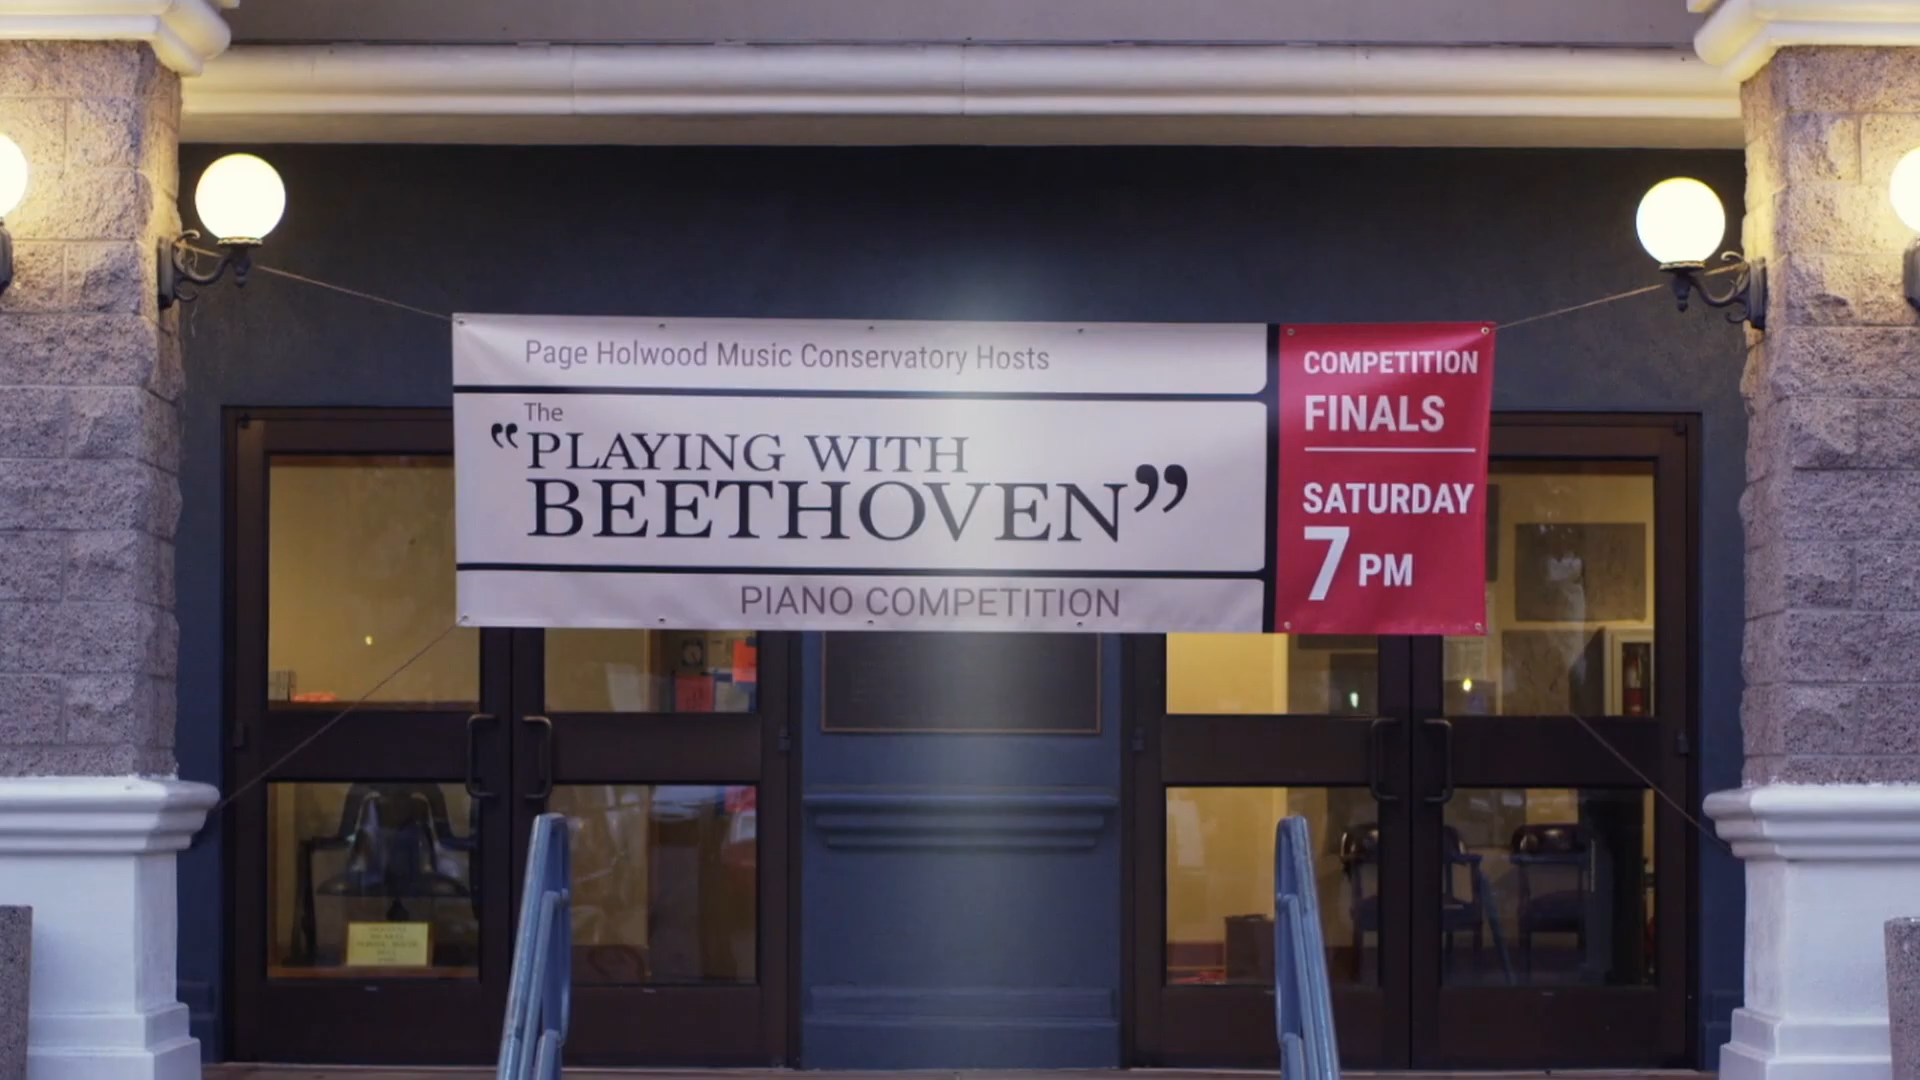 Page Holwood Music Conservatory Hosts
The
“PLAYING WITH
BEETHOVEN”
PIANO COMPETITION
COMPETITION
FINALS
SATURDAY
7 PM